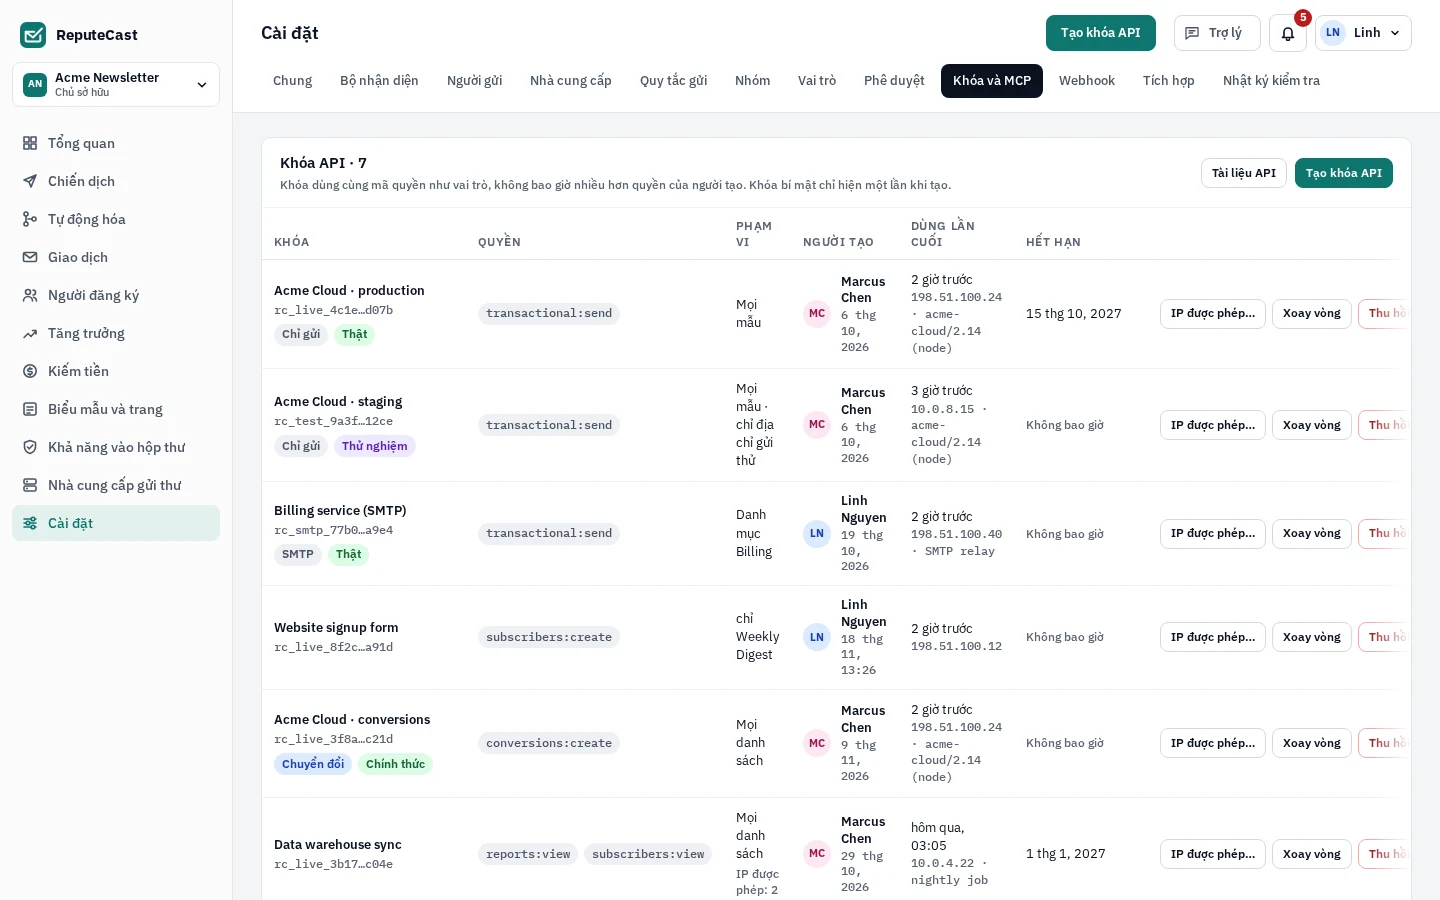 ReputeCast
AN
Acme Newsletter
Chủ sở hữu
Tổng quan
Chiến dịch
Tự động hóa
Giao dịch
Người đăng ký
Tăng trưởng
Kiếm tiền
Biểu mẫu và trang
Khả năng vào hộp thư
Nhà cung cấp gửi thư
Cài đặt
Cài đặt
Tạo khóa API
Trợ lý
5
LN
Linh
Chung
Bộ nhận diện
Người gửi
Nhà cung cấp
Quy tắc gửi
Nhóm
Vai trò
Phê duyệt
Khóa và MCP
Webhook
Tích hợp
Nhật ký kiểm tra
Khóa API · 7
Khóa dùng cùng mã quyền như vai trò, không bao giờ nhiều hơn quyền của người tạo. Khóa bí mật chỉ hiện một lần khi tạo.
Tài liệu API
Tạo khóa API
KHÓA
QUYỀN
PHẠM
VI
NGƯỜI TẠO
DÙNG LẦN
CUỐI
HẾT HẠN
Acme Cloud · production
rc_live_4c1e…d07b
Chỉ gửi
Thật
transactional:send
Mọi
mẫu
MC
Marcus
Chen
6 thg
10,
2026
2 giờ trước
198.51.100.24
· acme-
cloud/2.14
(node)
15 thg 10, 2027
IP được phép…
Xoay vòng
Thu hồ
Acme Cloud · staging
rc_test_9a3f…12ce
Chỉ gửi
Thử nghiệm
transactional:send
Mọi
mẫu ·
chỉ địa
chỉ gửi
thử
MC
Marcus
Chen
6 thg
10,
2026
3 giờ trước
10.0.8.15 ·
acme-
cloud/2.14
(node)
Không bao giờ
IP được phép…
Xoay vòng
Thu hồ
Billing service (SMTP)
rc_smtp_77b0…a9e4
SMTP
Thật
transactional:send
Danh
mục
Billing
LN
Linh
Nguyen
19 thg
10,
2026
2 giờ trước
198.51.100.40
· SMTP relay
Không bao giờ
IP được phép…
Xoay vòng
Thu hồ
Website signup form
rc_live_8f2c…a91d
subscribers:create
chỉ
Weekly
Digest
LN
Linh
Nguyen
18 thg
11,
13:26
2 giờ trước
198.51.100.12
Không bao giờ
IP được phép…
Xoay vòng
Thu hồ
Acme Cloud · conversions
rc_live_3f8a…c21d
Chuyển đổi
Chính thức
conversions:create
Mọi
danh
sách
MC
Marcus
Chen
9 thg
11,
2026
2 giờ trước
198.51.100.24
· acme-
cloud/2.14
(node)
Không bao giờ
IP được phép…
Xoay vòng
Thu hồ
Data warehouse sync
rc_live_3b17…c04e
reports:view
subscribers:view
Mọi
danh
sách
IP được
phép: 2
MC
Marcus
Chen
29 thg
10,
2026
hôm qua,
03:05
10.0.4.22 ·
nightly job
1 thg 1, 2027
IP được phép…
Xoay vòng
Thu hồ